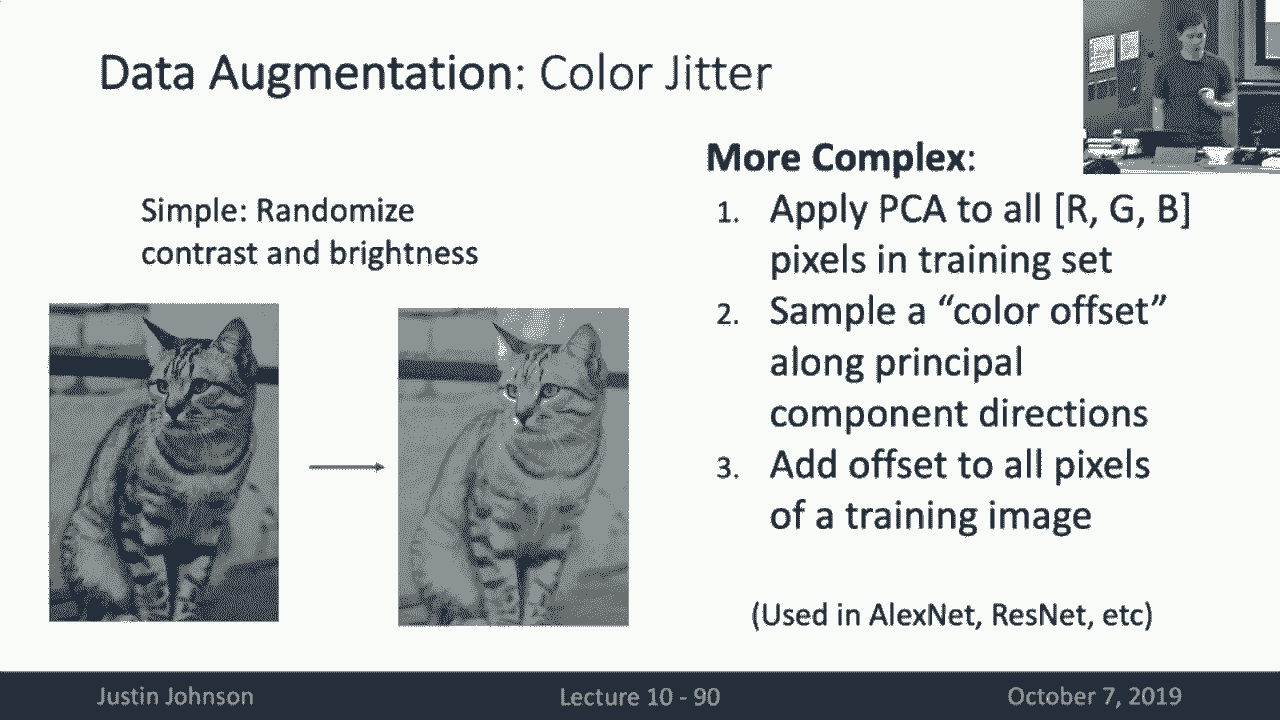 Data Augmentation: Color Jitter
Simple: Randomize
contrast and brightness
More Complex:
1. Apply PCA to all [R, G, B]
pixels in training set
2. Sample a “color offset”
along principal
component directions
3. Add offset to all pixels
of a training image
(Used in AlexNet, ResNet, etc)
Justin Johnson
Lecture 10 - 90
October 7, 2019